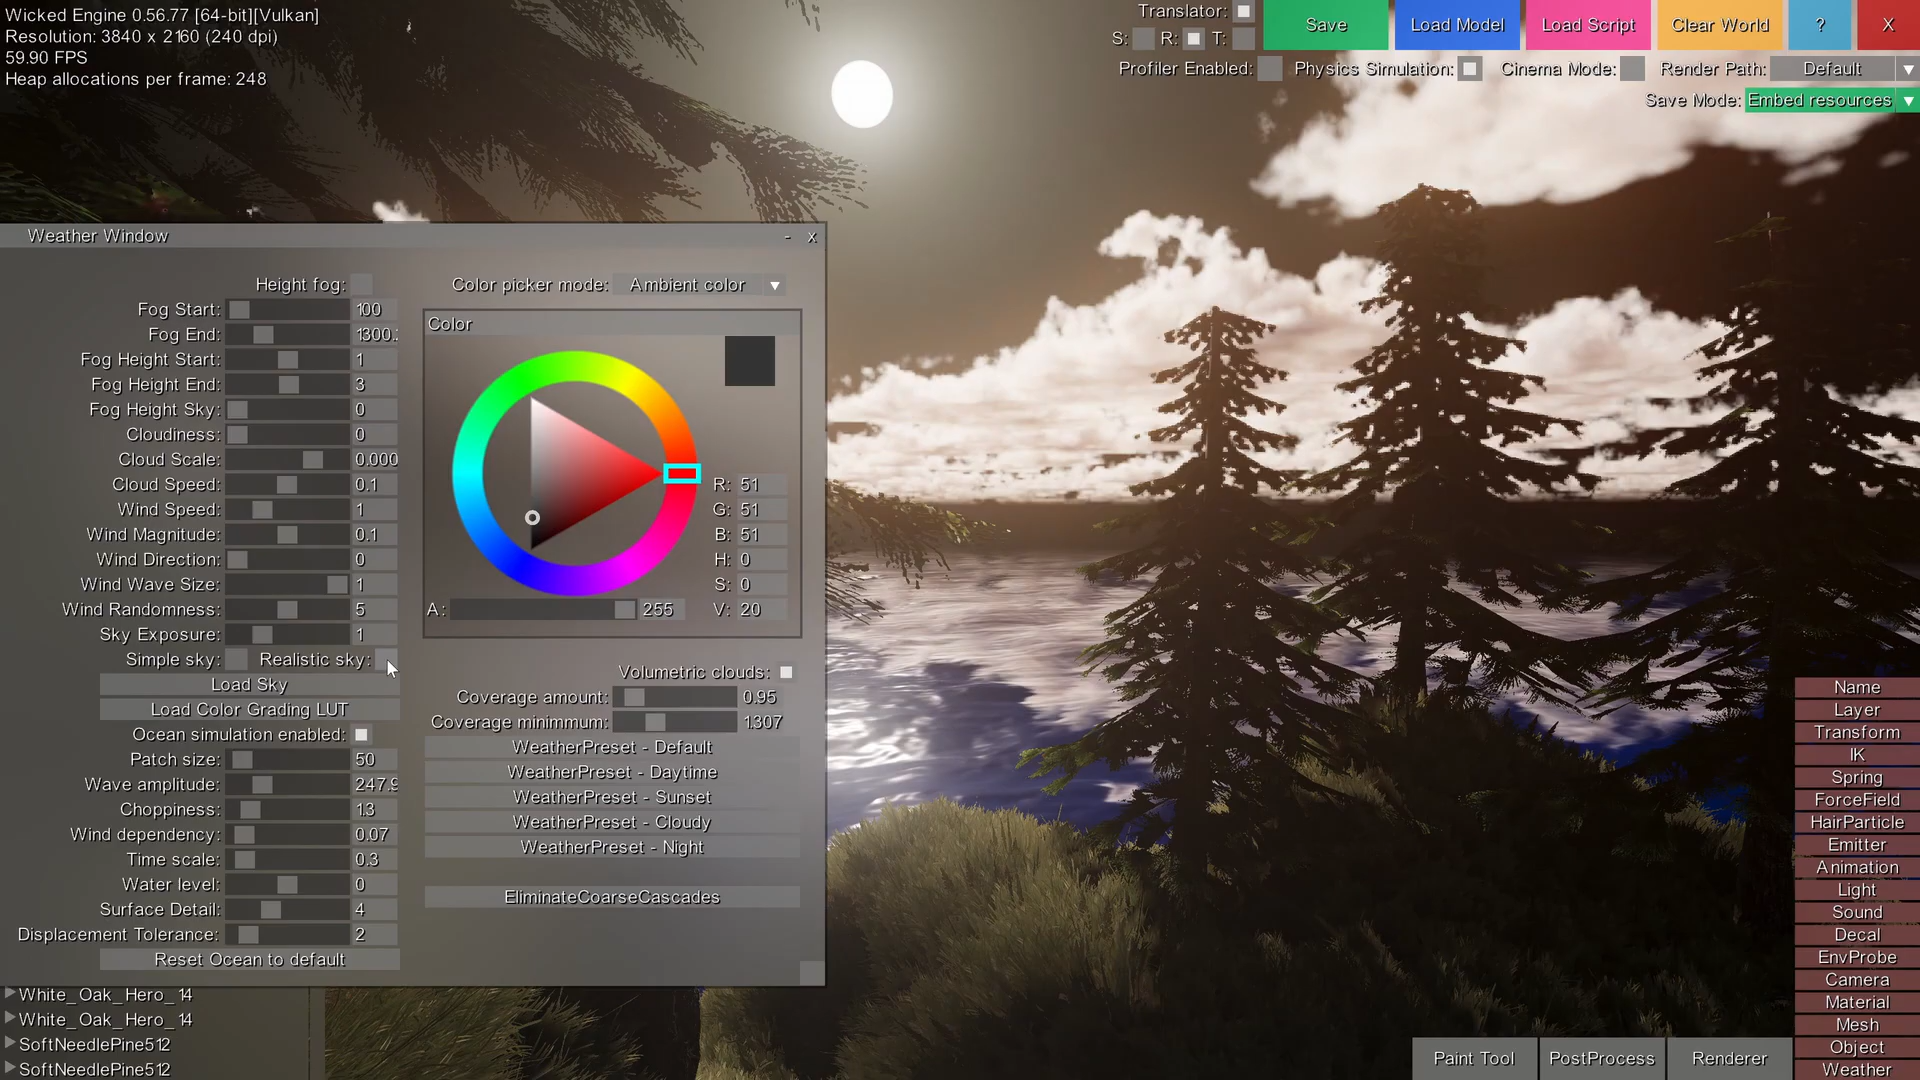 Wicked Engine 0.56.77 [64-bit][Vulkan]
Resolution: 3840 x 2160 (240 dpi)
59.90 FPS
Heap allocations per frame: 248
Translator:
S: R: T:
Save
Load Model
Load Script
Clear World
?
X
Profiler Enabled: Physics Simulation: Cinema Mode: Render Path: Default
Save Mode: Embed resources
Weather Window
- x
Height fog:
Fog Start: 100
Fog End: 1300.
Fog Height Start: 1
Fog Height End: 3
Fog Height Sky: 0
Cloudiness: 0
Cloud Scale: 0.000
Cloud Speed: 0.1
Wind Speed: 1
Wind Magnitude: 0.1
Wind Direction: 0
Wind Wave Size: 1
Wind Randomness: 5
Sky Exposure: 1
Simple sky: Realistic sky:
Load Sky
Load Color Grading LUT
Ocean simulation enabled:
Patch size: 50
Wave amplitude: 247.9
Choppiness: 1.3
Wind dependency: 0.07
Time scale: 0.3
Water level: 0
Surface Detail: 4
Displacement Tolerance: 2
Reset Ocean to default
Color picker mode: Ambient color
Color
R: 51
G: 51
B: 51
H: 0
S: 0
V: 20
A: 255
Volumetric clouds:
Coverage amount: 0.95
Coverage minimmum: 1.307
WeatherPreset - Default
WeatherPreset - Daytime
WeatherPreset - Sunset
WeatherPreset - Cloudy
WeatherPreset - Night
EliminateCoarseCascades
White_Oak_Hero_14
White_Oak_Hero_14
SoftNeedlePine512
SoftNeedlePine512
Name
Layer
Transform
IK
Spring
ForceField
HairParticle
Emitter
Animation
Light
Sound
Decal
EnvProbe
Camera
Material
Mesh
Object
Weather
Paint Tool
PostProcess
Renderer